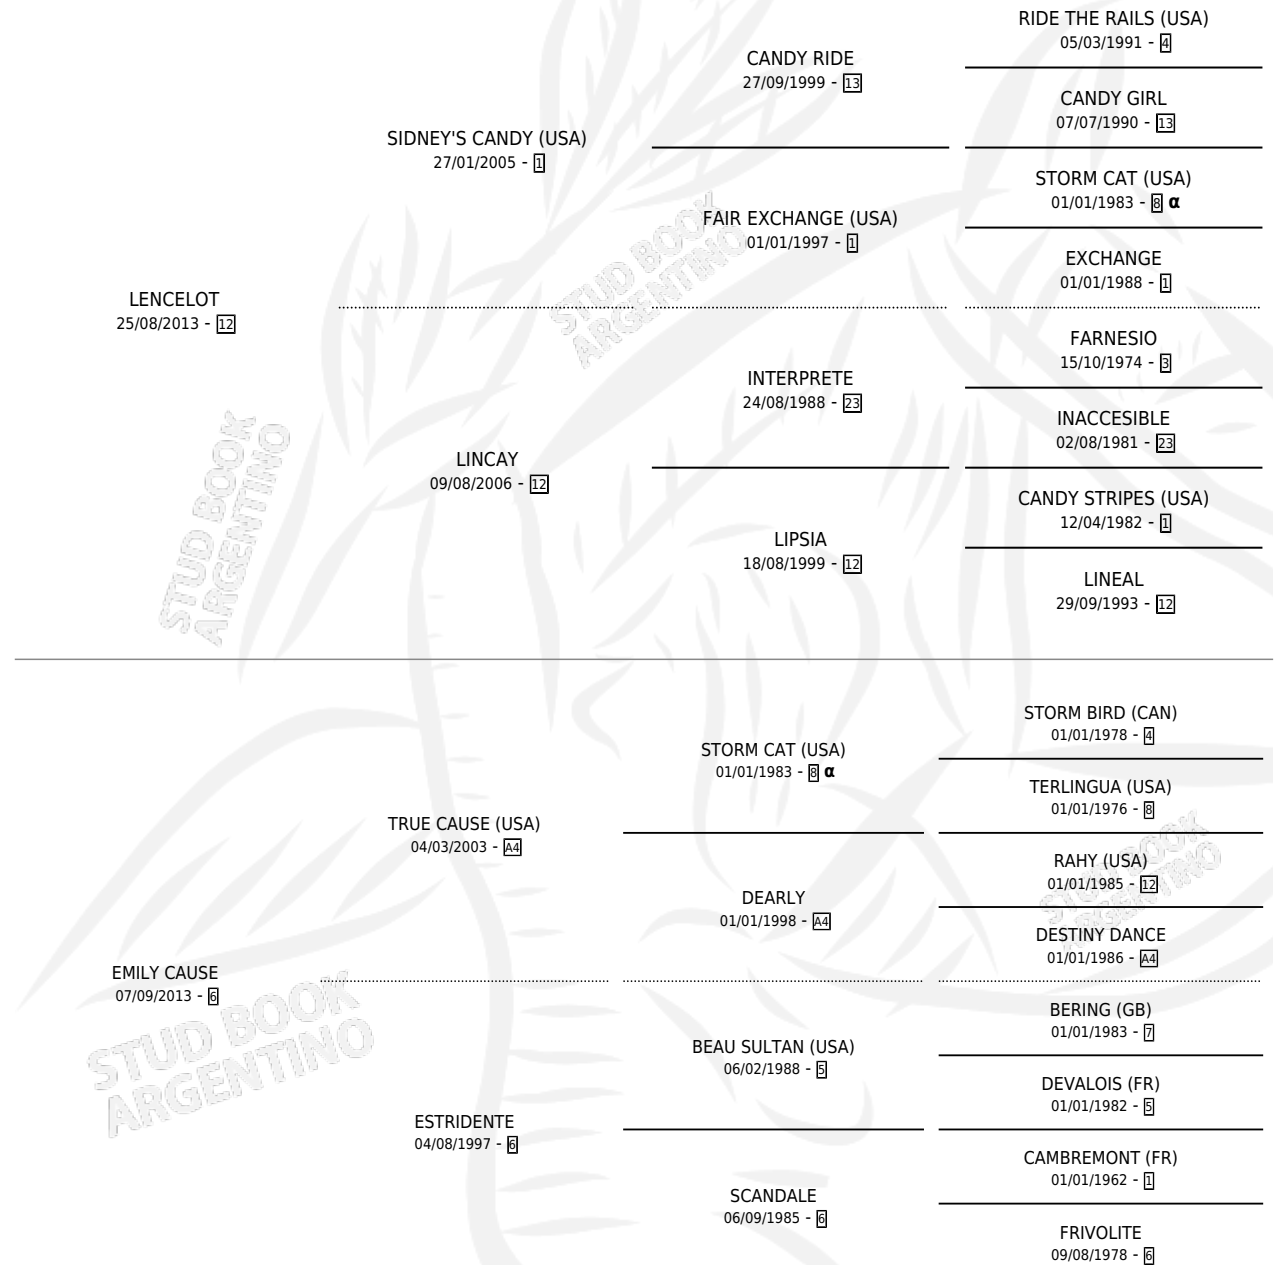 RIDE THE RAILS (USA)
05/03/1991 - 4
CANDY RIDE
27/09/1999 - 13
CANDY GIRL
07/07/1990 - 13
SIDNEY'S CANDY (USA)
27/01/2005 - 1
STORM CAT (USA)
01/01/1983 - 8 α
FAIR EXCHANGE (USA)
01/01/1997 - 1
EXCHANGE
01/01/1988 - 1
LENCELOT
25/08/2013 - 12
FARNESIO
15/10/1974 - 3
INTERPRETE
24/08/1988 - 23
INACCESIBLE
02/08/1981 - 23
LINCAY
09/08/2006 - 12
CANDY STRIPES (USA)
12/04/1982 - 1
LIPSIA
18/08/1999 - 12
LINEAL
29/09/1993 - 12
STORM BIRD (CAN)
01/01/1978 - 4
STORM CAT (USA)
01/01/1983 - 8 α
TERLINGUA (USA)
01/01/1976 - 8
TRUE CAUSE (USA)
04/03/2003 - A4
RAHY (USA)
01/01/1985 - 12
DEARLY
01/01/1998 - A4
DESTINY DANCE
01/01/1986 - A4
EMILY CAUSE
07/09/2013 - 6
BERING (GB)
01/01/1983 - 7
BEAU SULTAN (USA)
06/02/1988 - 5
DEVALOIS (FR)
01/01/1982 - 5
ESTRIDENTE
04/08/1997 - 6
CAMBREMONT (FR)
01/01/1962 - 1
SCANDALE
06/09/1985 - 6
FRIVOLITE
09/08/1978 - 6
STUD BOOK
ARGENTINO
STUD BOOK
ARGENTINO
STUD BOOK
ARGENTINO
STUD BOOK
ARGENTINO